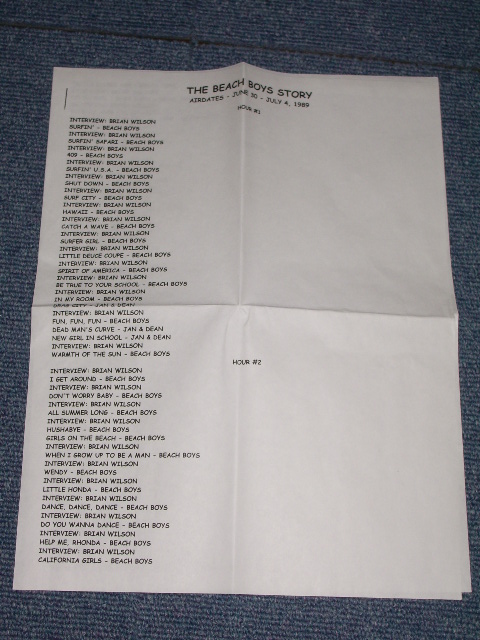 THE BEACH BOYS STORY
AIRDATES - JUNE 30 - JULY 4, 1989
HOUR #1
INTERVIEW: BRIAN WILSON
SURFIN' - BEACH BOYS
INTERVIEW: BRIAN WILSON
SURFIN' SAFARI - BEACH BOYS
INTERVIEW: BRIAN WILSON
409 - BEACH BOYS
INTERVIEW: BRIAN WILSON
SURFIN' U.S.A. - BEACH BOYS
INTERVIEW: BRIAN WILSON
SHUT DOWN - BEACH BOYS
INTERVIEW: BRIAN WILSON
SURF CITY - BEACH BOYS
INTERVIEW: BRIAN WILSON
HAWAII - BEACH BOYS
INTERVIEW: BRIAN WILSON
CATCH A WAVE - BEACH BOYS
INTERVIEW: BRIAN WILSON
SURFER GIRL - BEACH BOYS
INTERVIEW: BRIAN WILSON
LITTLE DEUCE COUPE - BEACH BOYS
INTERVIEW: BRIAN WILSON
SPIRIT OF AMERICA - BEACH BOYS
INTERVIEW: BRIAN WILSON
BE TRUE TO YOUR SCHOOL - BEACH BOYS
INTERVIEW: BRIAN WILSON
IN MY ROOM - BEACH BOYS
CITY - JAN & DEAN
INTERVIEW: BRIAN WILSON
FUN, FUN, FUN - BEACH BOYS
DEAD MAN'S CURVE - JAN & DEAN
NEW GIRL IN SCHOOL - JAN & DEAN
INTERVIEW: BRIAN WILSON
WARMTH OF THE SUN - BEACH BOYS
HOUR #2
INTERVIEW: BRIAN WILSON
I GET AROUND - BEACH BOYS
INTERVIEW: BRIAN WILSON
DON'T WORRY BABY - BEACH BOYS
INTERVIEW: BRIAN WILSON
ALL SUMMER LONG - BEACH BOYS
INTERVIEW: BRIAN WILSON
HUSHABYE - BEACH BOYS
GIRLS ON THE BEACH - BEACH BOYS
INTERVIEW: BRIAN WILSON
WHEN I GROW UP TO BE A MAN - BEACH BOYS
INTERVIEW: BRIAN WILSON
WENDY - BEACH BOYS
INTERVIEW: BRIAN WILSON
LITTLE HONDA - BEACH BOYS
INTERVIEW: BRIAN WILSON
DANCE, DANCE, DANCE - BEACH BOYS
INTERVIEW: BRIAN WILSON
DO YOU WANNA DANCE - BEACH BOYS
INTERVIEW: BRIAN WILSON
HELP ME, RHONDA - BEACH BOYS
INTERVIEW: BRIAN WILSON
CALIFORNIA GIRLS - BEACH BOYS